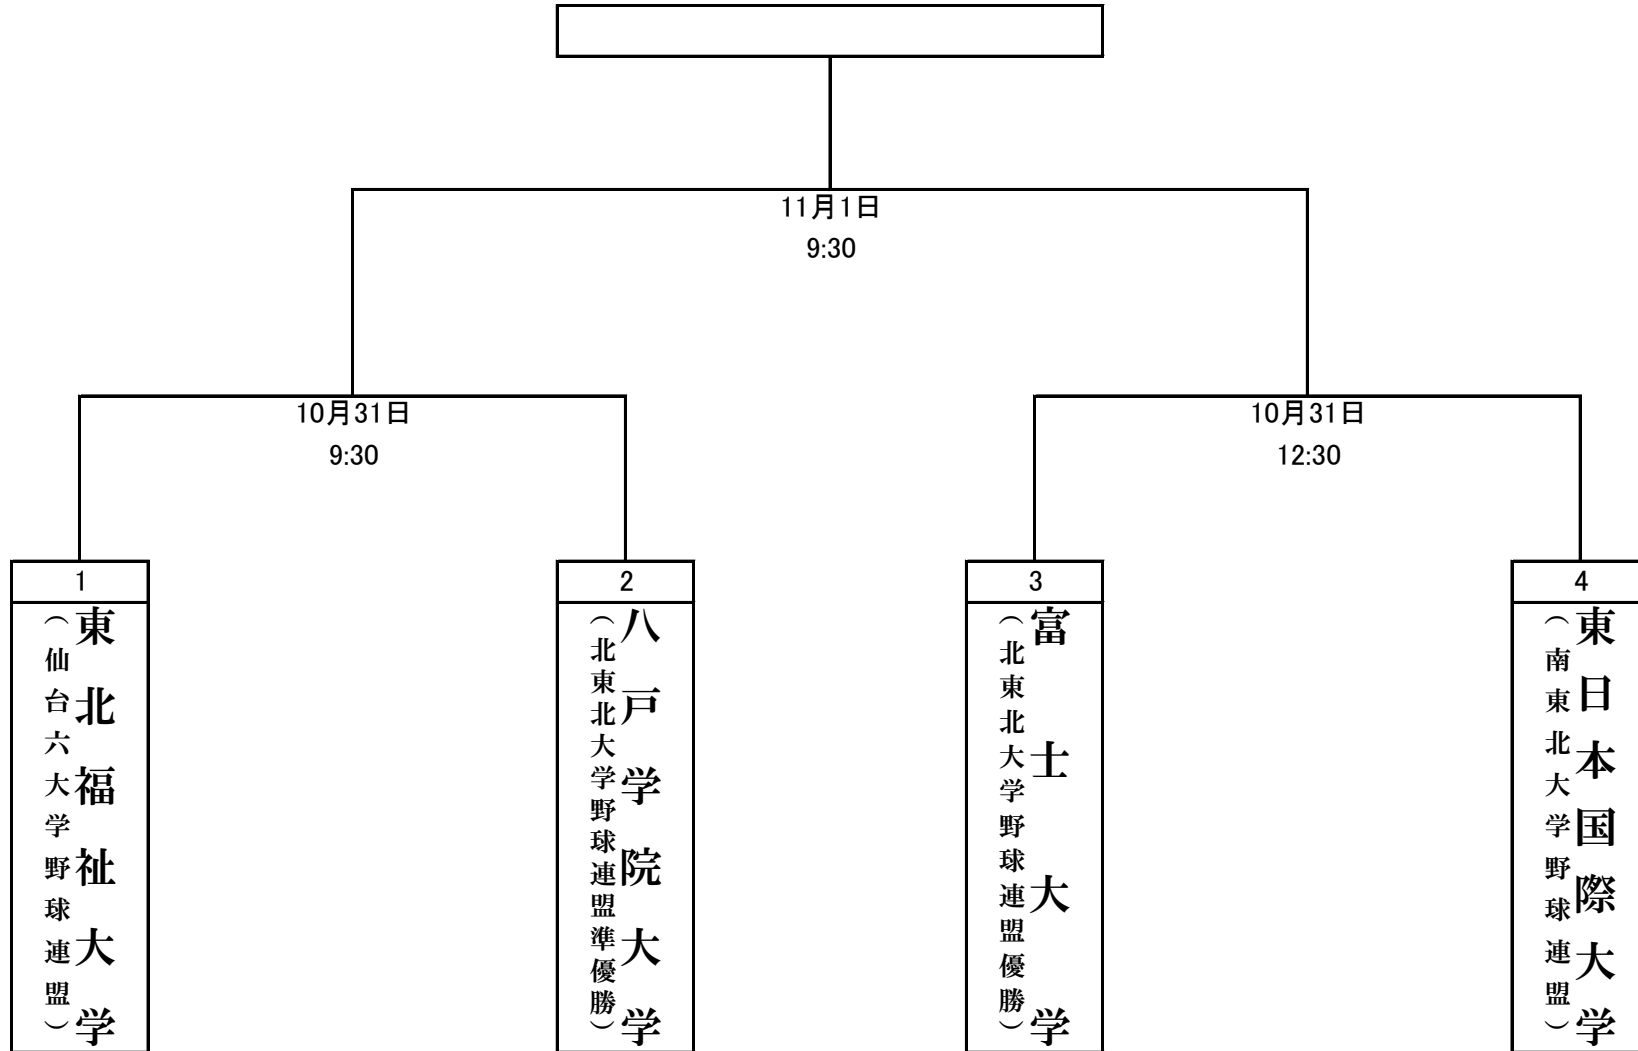 11月1日
9:30
10月31日
9:30
10月31日
12:30
1
東北福祉大学
（仙台六大学野球連盟）
2
八戸学院大学
（北東北大学野球連盟準優勝）
3
富士大学
（北東北大学野球連盟優勝）
4
東日本国際大学
（南東北大学野球連盟）